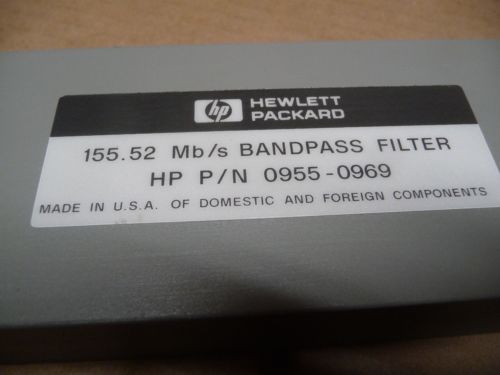 hp HEWLETT
PACKARD
155.52 Mb/s BANDPASS FILTER
HP P/N 0955-0969
MADE IN U.S.A. OF DOMESTIC AND FOREIGN COMPONENTS